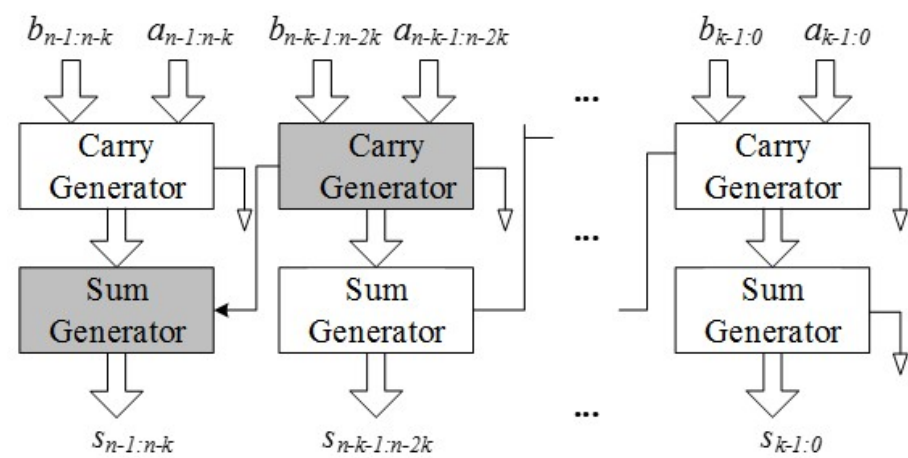 b_{n-1:n-k} a_{n-1:n-k} b_{n-k-1:n-2k} a_{n-k-1:n-2k} b_{k-1:0} a_{k-1:0}
...
Carry Generator
Carry Generator
Carry Generator
...
Sum Generator
Sum Generator
Sum Generator
...
s_{n-1:n-k} s_{n-k-1:n-2k} s_{k-1:0}